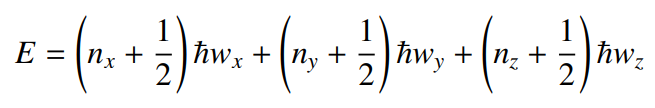 E = (n_x + 1/2) ħw_x + (n_y + 1/2) ħw_y + (n_z + 1/2) ħw_z